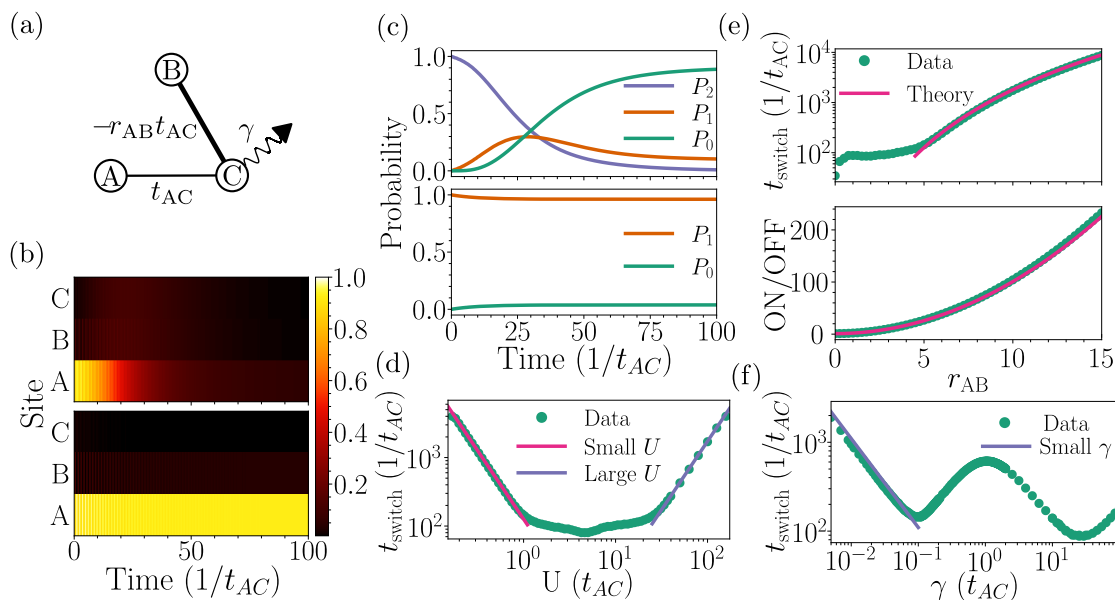 (a)
B
−r_AB t_AC
γ
A
C
t_AC
(b)
C
B
A
C
B
A
Site
0
50
100
Time (1/t_AC)
1.0
0.8
0.6
0.4
0.2
(c)
1.0
0.5
0.0
P_2
P_1
P_0
1.0
0.0
P_1
P_0
Probability
0
25
50
75
100
Time (1/t_AC)
(d)
t_switch (1/t_AC)
10^3
10^2
Data
Small U
Large U
10^0
10^1
10^2
U (t_AC)
(e)
t_switch (1/t_AC)
10^4
10^3
10^2
Data
Theory
ON/OFF
200
100
0
0
5
10
15
r_AB
(f)
t_switch (1/t_AC)
10^3
10^2
Data
Small γ
10^−2
10^−1
10^0
10^1
γ (t_AC)